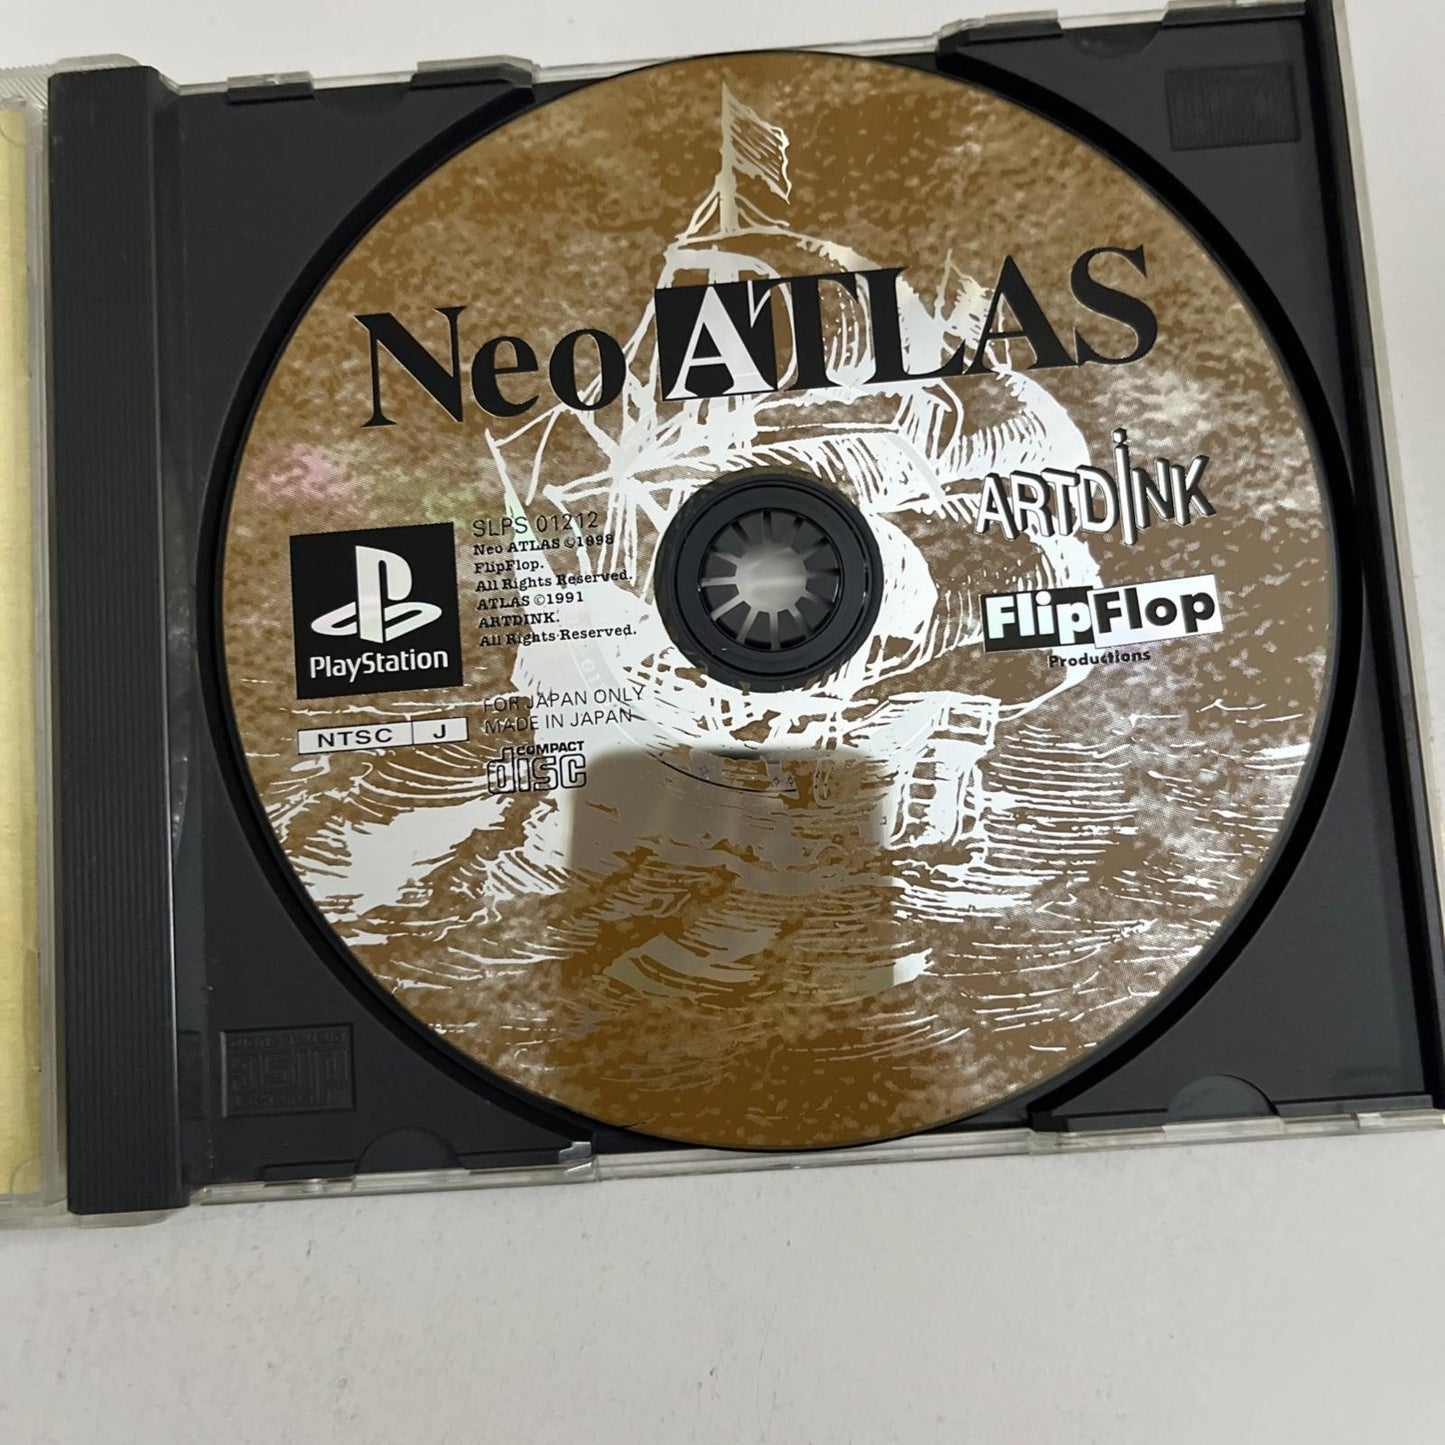 Neo ATLAS
ARTDINK
FlipFlop
Productions
SLPS 01212
Neo ATLAS ©1998
FlipFlop.
All Rights Reserved.
ATLAS ©1991
ARTDINK.
All Rights Reserved.
PlayStation
NTSC J
FOR JAPAN ONLY
MADE IN JAPAN
COMPACT
disc